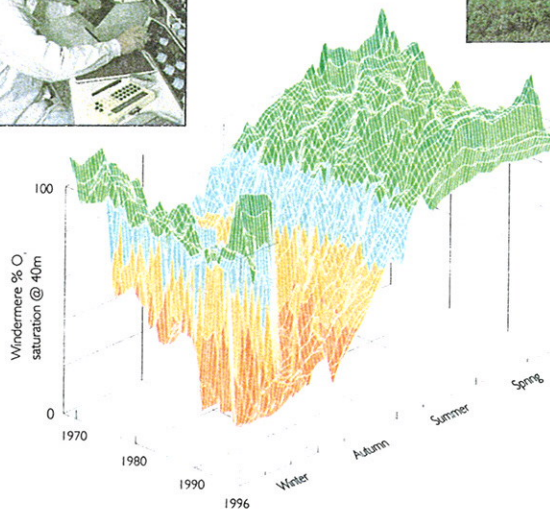 100
Windermere % O₂
saturation @ 40m
0
1970
1980
1990
1996
Winter
Autumn
Summer
Spring